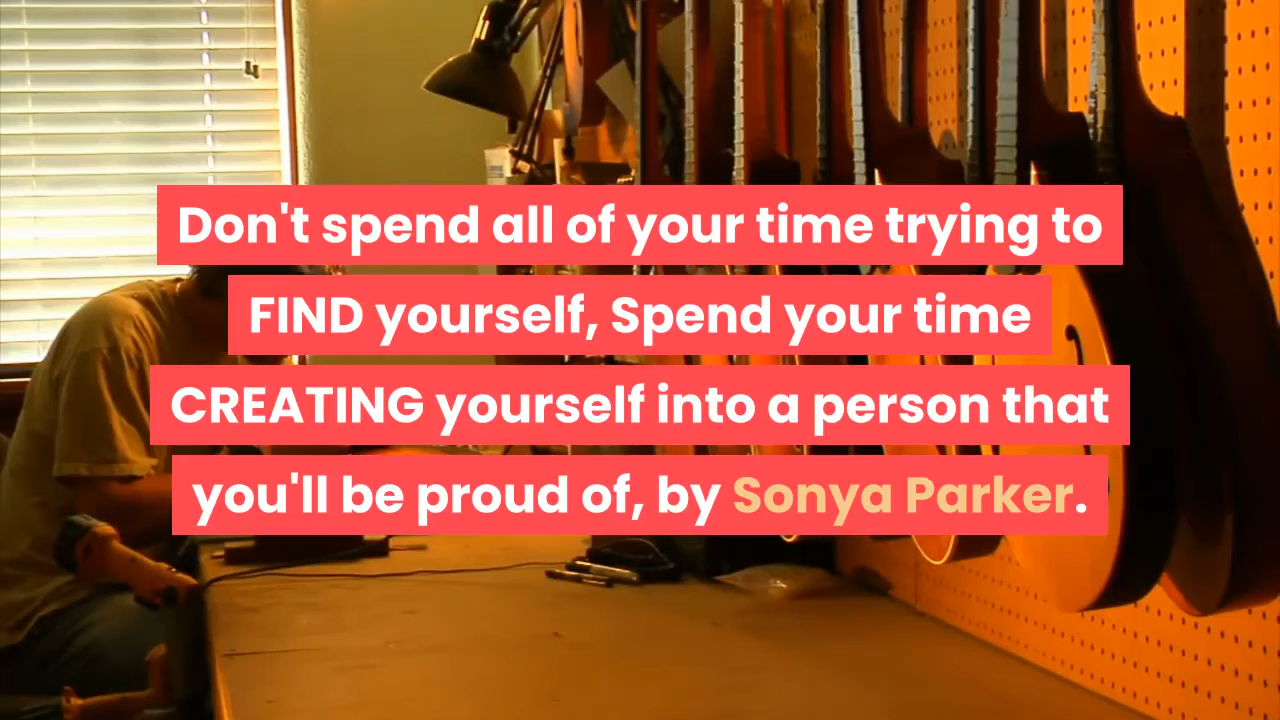 Don't spend all of your time trying to
FIND yourself, Spend your time
CREATING yourself into a person that
you'll be proud of, by Sonya Parker.